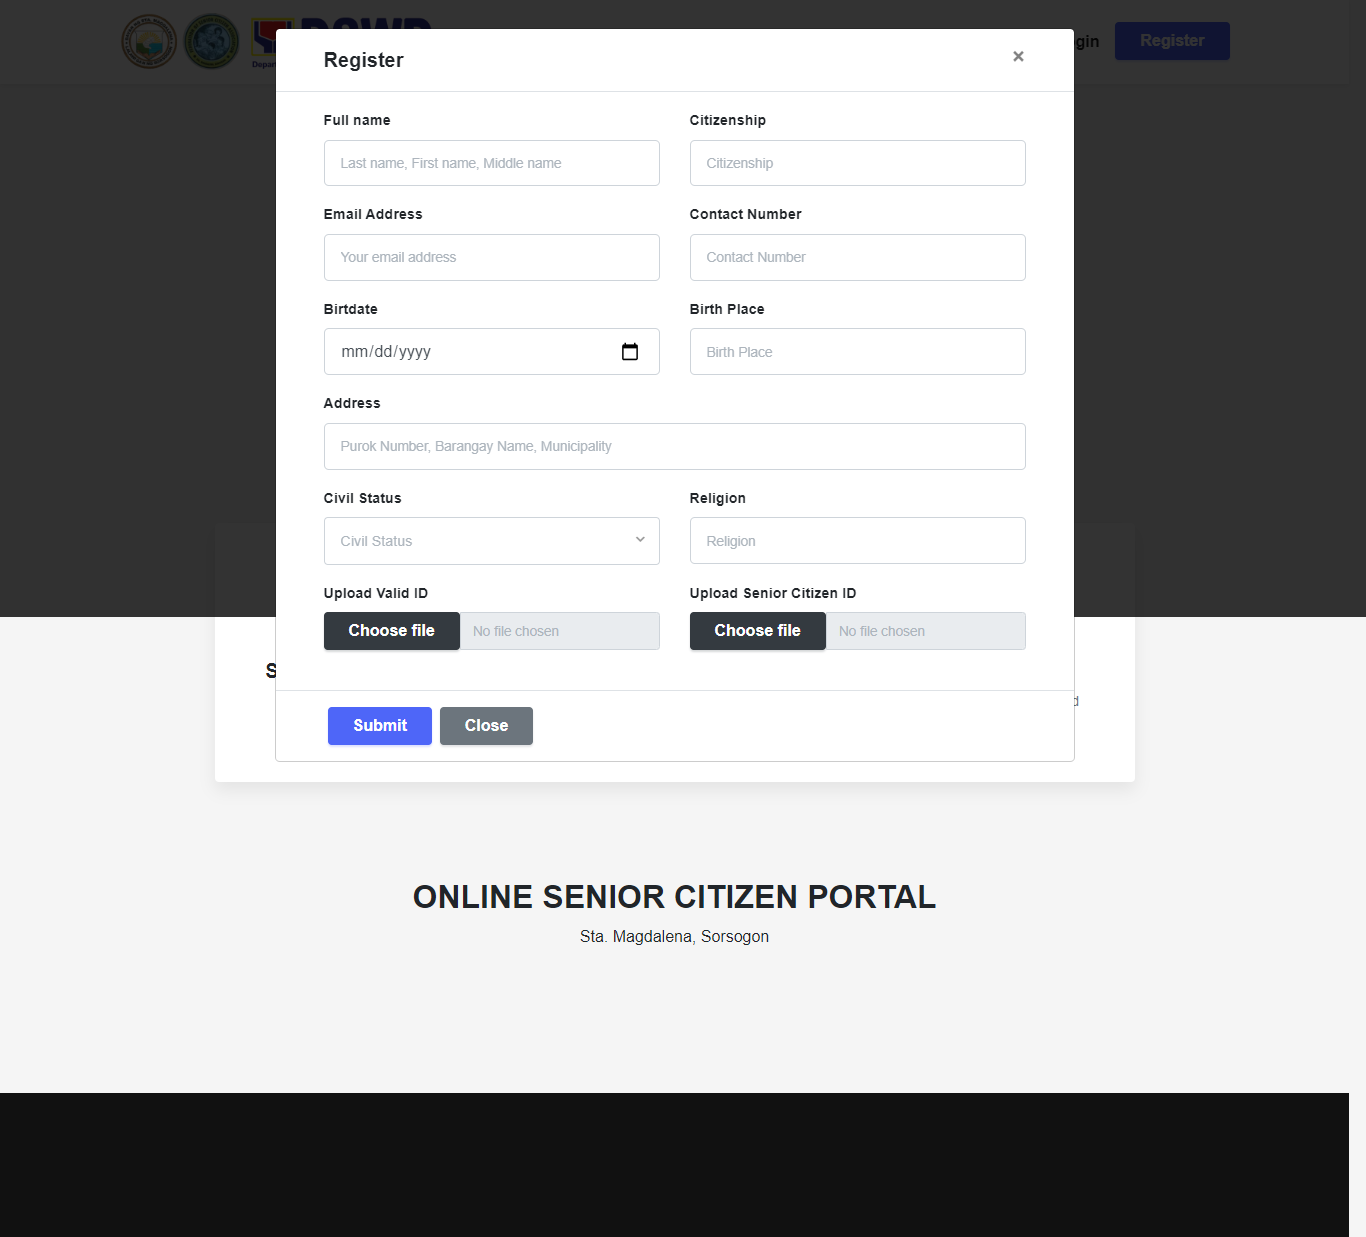 DSWD
Register
Register
×
Full name
Citizenship
Last name, First name, Middle name
Citizenship
Email Address
Contact Number
Your email address
Contact Number
Birtdate
Birth Place
mm/dd/yyyy
Birth Place
Address
Purok Number, Barangay Name, Municipality
Civil Status
Religion
Civil Status
Religion
Upload Valid ID
Upload Senior Citizen ID
Choose file No file chosen
Choose file No file chosen
Submit
Close
ONLINE SENIOR CITIZEN PORTAL
Sta. Magdalena, Sorsogon